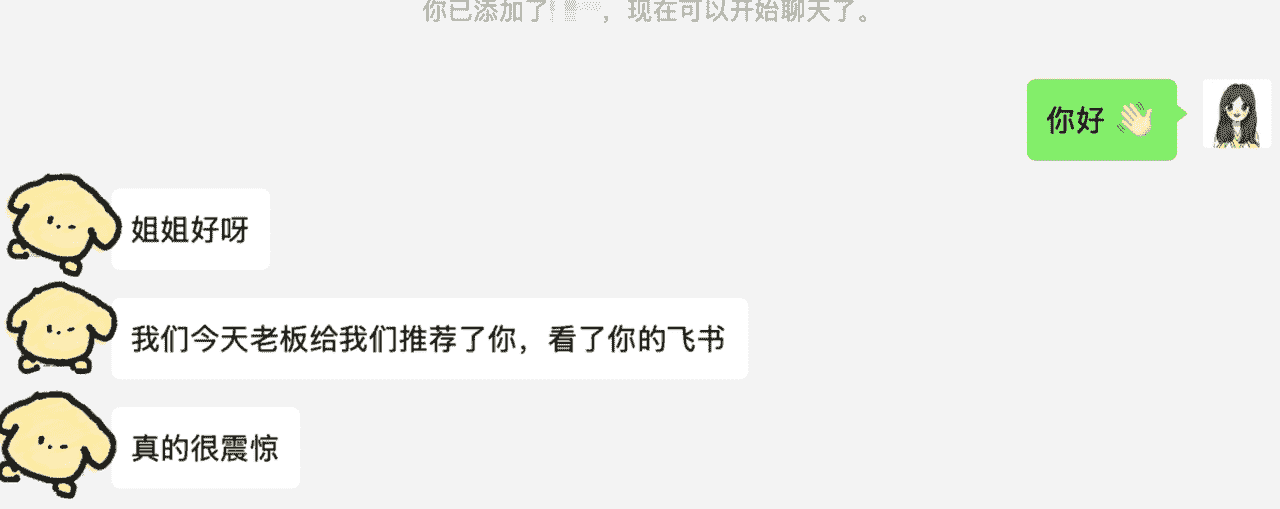 你已添加了，现在可以开始聊天了。
你好 👋🏻
姐姐好呀
我们今天老板给我们推荐了你，看了你的飞书
真的很震惊